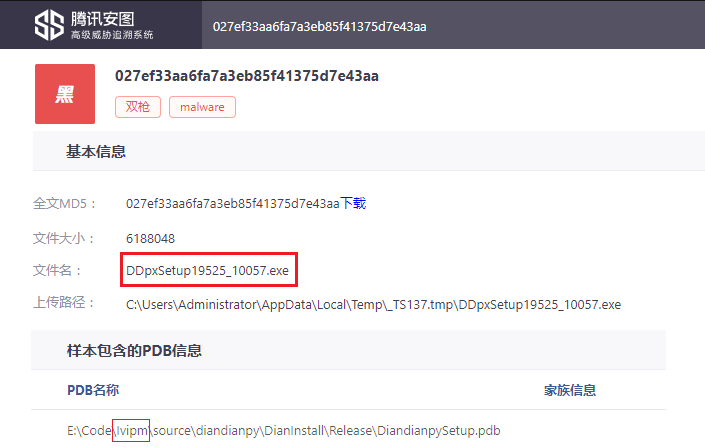 腾讯安图
高级威胁追溯系统
027ef33aa6fa7a3eb85f41375d7e43aa
黑
027ef33aa6fa7a3eb85f41375d7e43aa
双枪 malware
基本信息
全文MD5： 027ef33aa6fa7a3eb85f41375d7e43aa下载
文件大小： 6188048
文件名： DDpxSetup19525_10057.exe
上传路径： C:\Users\Administrator\AppData\Local\Temp\_TS137.tmp\DDpxSetup19525_10057.exe
样本包含的PDB信息
PDB名称 家族信息
E:\Code\lvipm\source\diandianpy\DianInstall\Release\DiandianpySetup.pdb